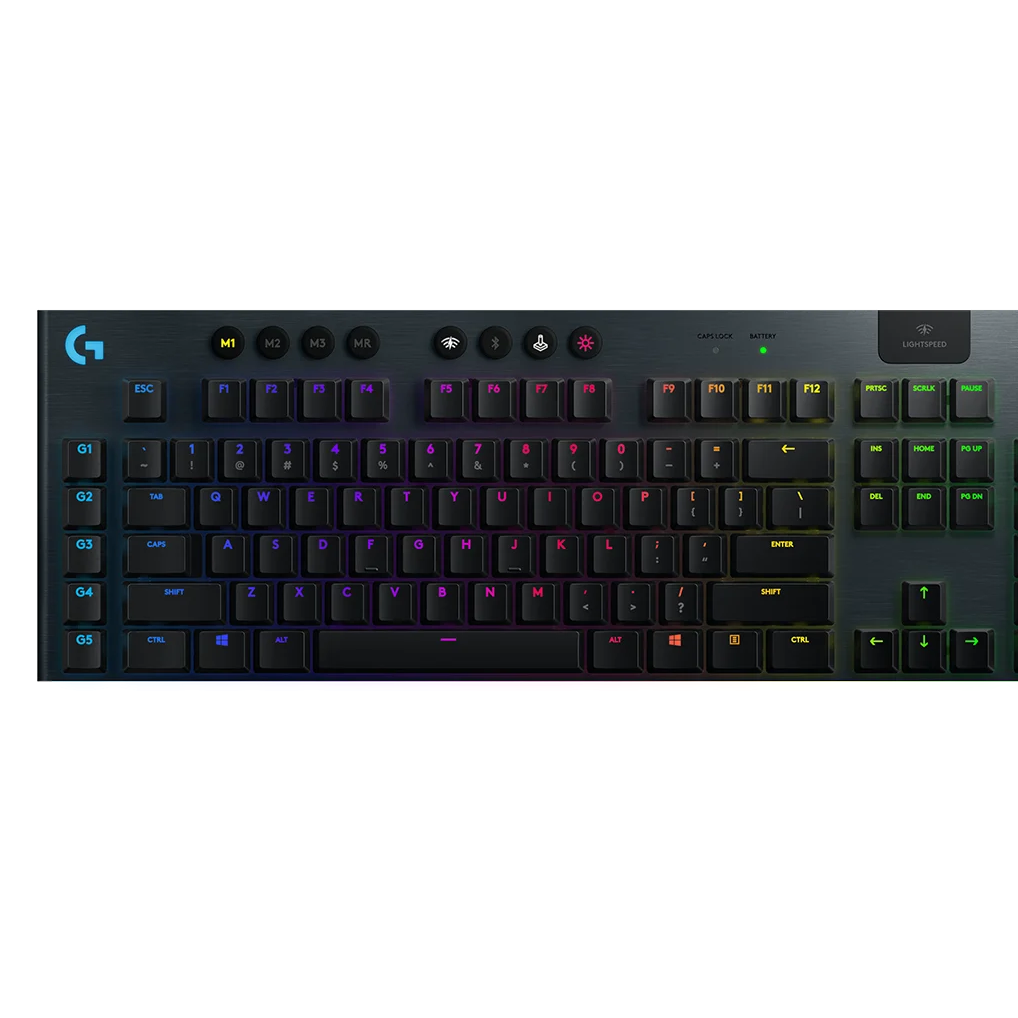 M1 M2 M3 MR CAPS LOCK BATTERY LIGHTSPEED
ESC F1 F2 F3 F4 F5 F6 F7 F8 F9 F10 F11 F12 PRTSC SCRLK PAUSE
G1 ` ~ 1 ! 2 @ 3 # 4 $ 5 % 6 ^ 7 & 8 * 9 ( 0 ) - _ = + ← INS HOME PG UP
G2 TAB Q W E R T Y U I O P [ { ] } \ | DEL END PG DN
G3 CAPS A S D F G H J K L ; : ' " ENTER
G4 SHIFT Z X C V B N M , < . > / ? SHIFT ↑
G5 CTRL ALT ALT CTRL ← ↓ →